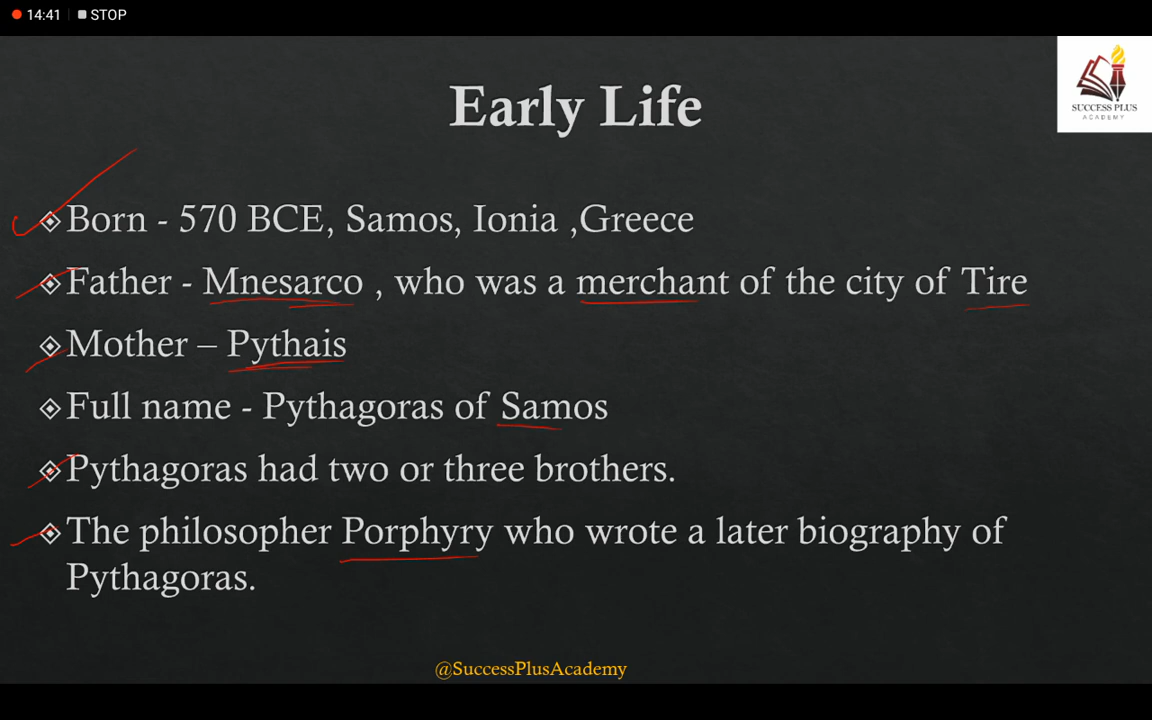 14:41 STOP
SUCCESS PLUS
ACADEMY
Early Life
Born - 570 BCE, Samos, Ionia ,Greece
Father - Mnesarco , who was a merchant of the city of Tire
Mother – Pythais
Full name - Pythagoras of Samos
Pythagoras had two or three brothers.
The philosopher Porphyry who wrote a later biography of
Pythagoras.
@SuccessPlusAcademy